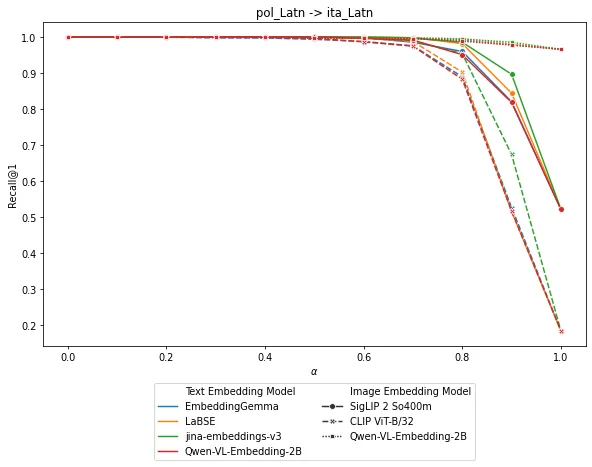 pol_Latn -> ita_Latn
Recall@1
1.0
0.9
0.8
0.7
0.6
0.5
0.4
0.3
0.2
0.0 0.2 0.4 0.6 0.8 1.0
α
Text Embedding Model
EmbeddingGemma
LaBSE
jina-embeddings-v3
Qwen-VL-Embedding-2B
Image Embedding Model
SigLIP 2 So400m
CLIP ViT-B/32
Qwen-VL-Embedding-2B